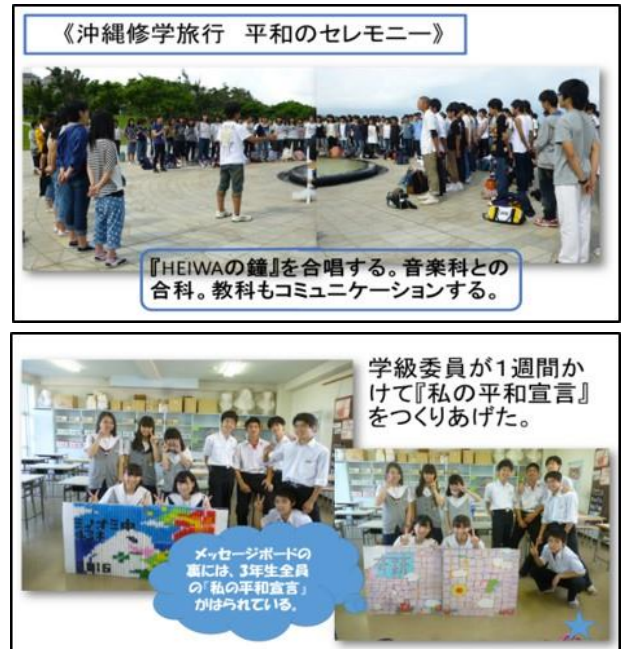 《沖縄修学旅行　平和のセレモニー》
『HEIWAの鐘』を合唱する。音楽科との
合科。教科もコミュニケーションする。
学級委員が１週間か
けて『私の平和宣言』
をつくりあげた。
メッセージボードの
裏には、3年生全員
の「私の平和宣言」
がはられている。